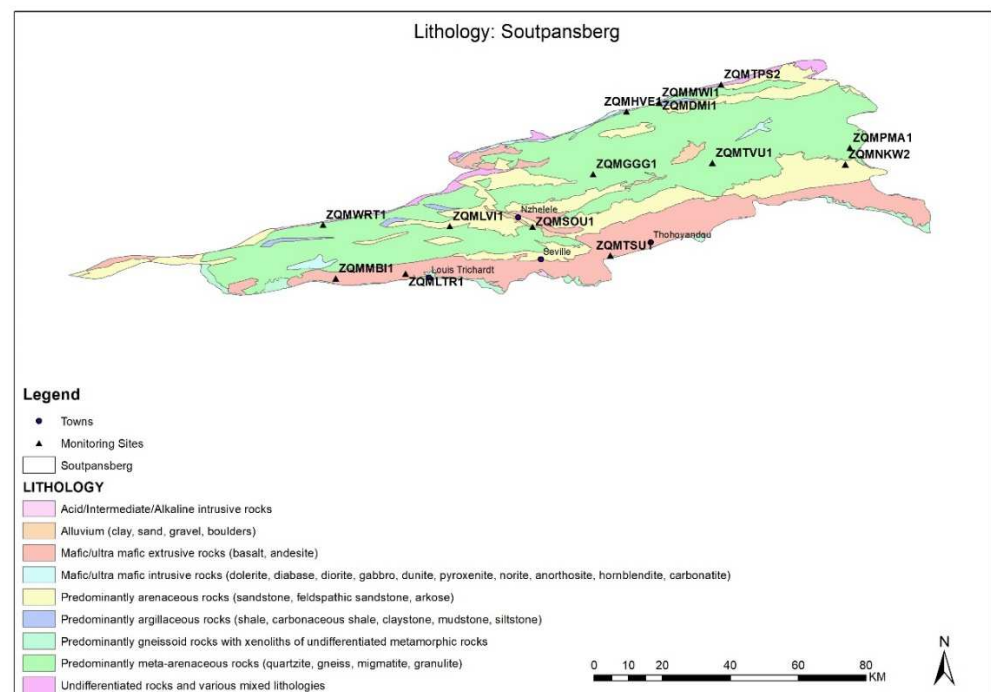 Lithology: Soutpansberg
ZQMTPS2
ZQMMWI1
ZQMHVE1
ZQMDMI1
ZQMPMA1
ZQMTVU1
ZQMNKW2
ZQMGGG1
Nzhelele
ZQMWRT1
ZQMLVI1
ZQMSOU1
Thohoyandou
ZQMTSU1
Seville
ZQMMBI1
Louis Trichardt
ZQMLTR1
Legend
Towns
Monitoring Sites
Soutpansberg
LITHOLOGY
Acid/Intermediate/Alkaline intrusive rocks
Alluvium (clay, sand, gravel, boulders)
Mafic/ultra mafic extrusive rocks (basalt, andesite)
Mafic/ultra mafic intrusive rocks (dolerite, diabase, diorite, gabbro, dunite, pyroxenite, norite, anorthosite, hornblendite, carbonatite)
Predominantly arenaceous rocks (sandstone, feldspathic sandstone, arkose)
Predominantly argillaceous rocks (shale, carbonaceous shale, claystone, mudstone, siltstone)
Predominantly gneissoid rocks with xenoliths of undifferentiated metamorphic rocks
Predominantly meta-arenaceous rocks (quartzite, gneiss, migmatite, granulite)
Undifferentiated rocks and various mixed lithologies
N
0 5 10 20 40 60 80
KM